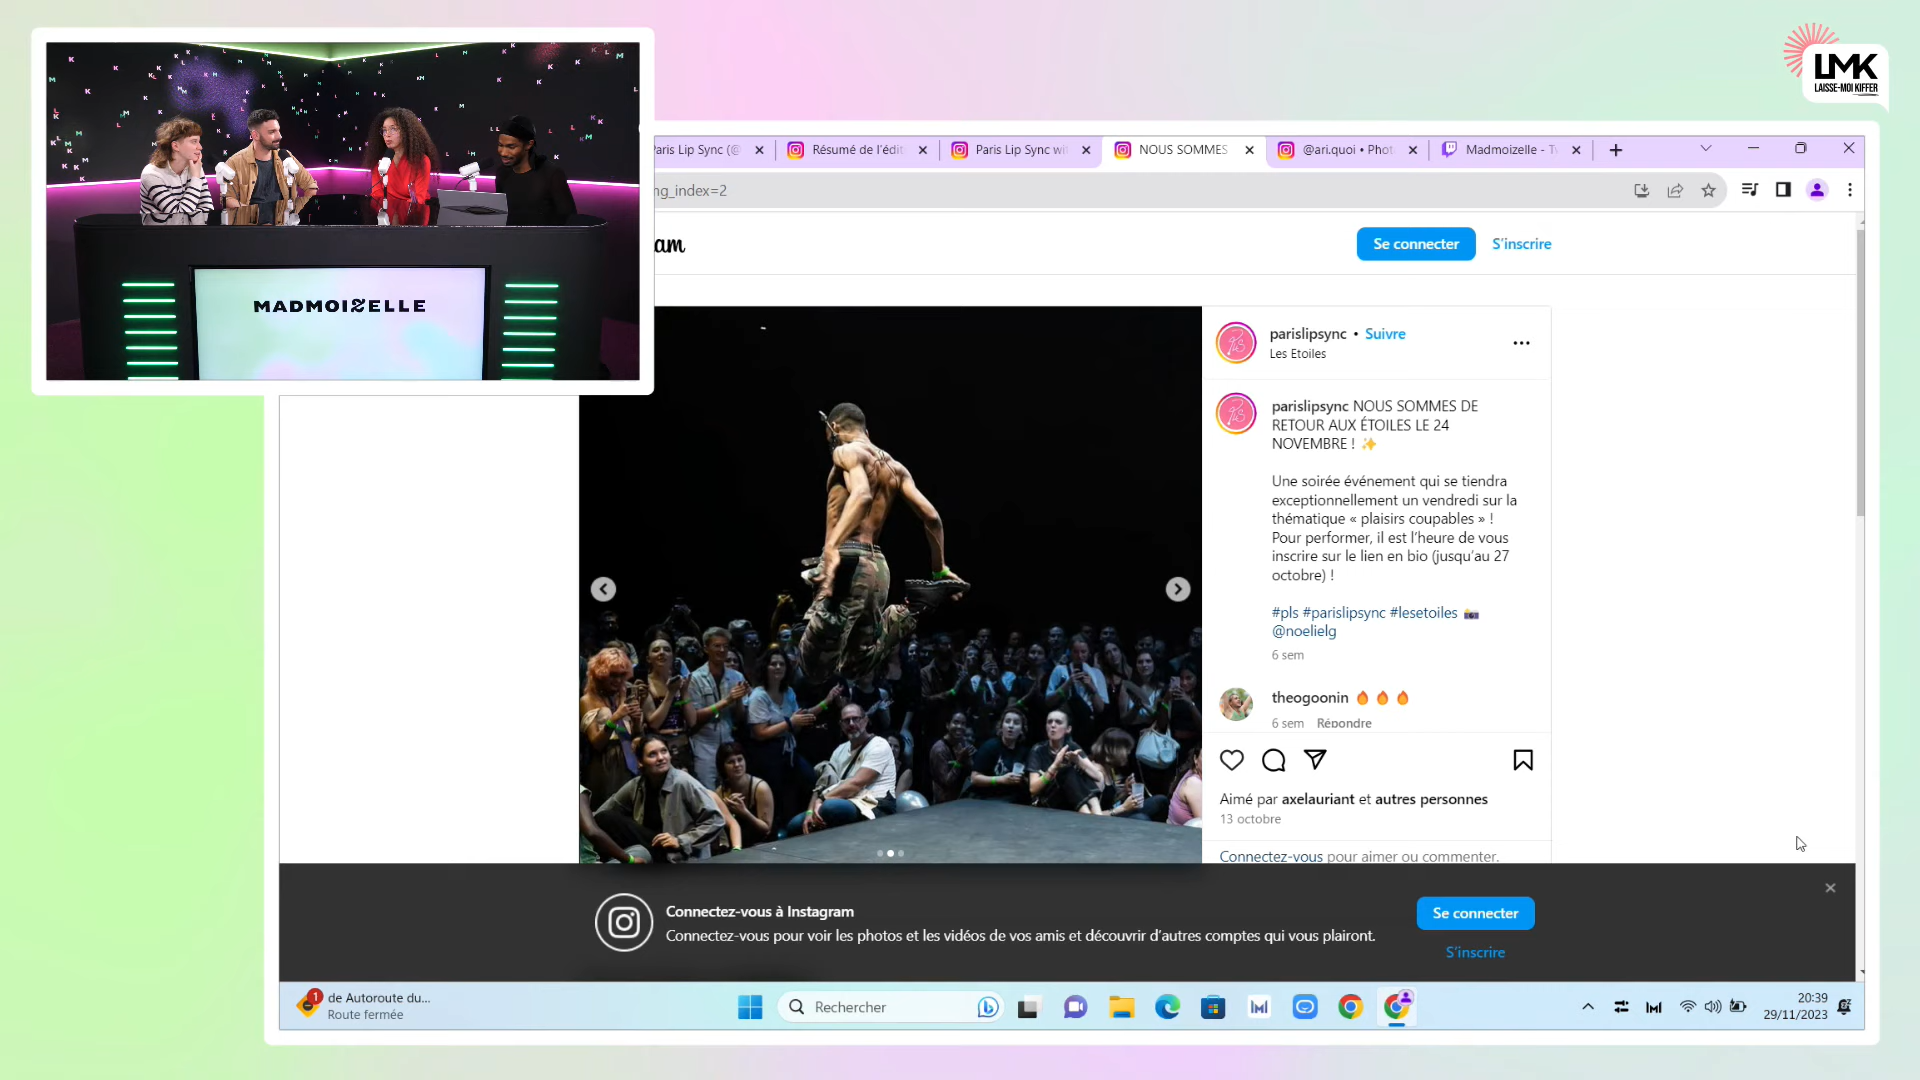 LMK
LAISSE-MOI KIFFER
MADMOIZELLE
Paris Lip Sync (@
Résumé de l'édit
Paris Lip Sync wi
NOUS SOMMES
@ari.quoi • Phot
Madmoizelle - Tw
ng_index=2
am
Se connecter
S'inscrire
parislipsync • Suivre
Les Etoiles
parislipsync NOUS SOMMES DE
RETOUR AUX ÉTOILES LE 24
NOVEMBRE ! ✨
Une soirée événement qui se tiendra
exceptionnellement un vendredi sur la
thématique « plaisirs coupables » !
Pour performer, il est l'heure de vous
inscrire sur le lien en bio (jusqu'au 27
octobre) !
#pls #parislipsync #lesetoiles 📸
@noelielg
6 sem
theogoonin 🔥 🔥 🔥
6 sem Répondre
Aimé par axelauriant et autres personnes
13 octobre
Connectez-vous pour aimer ou commenter.
Connectez-vous à Instagram
Connectez-vous pour voir les photos et les vidéos de vos amis et découvrir d'autres comptes qui vous plairont.
Se connecter
S'inscrire
1
de Autoroute du...
Route fermée
Rechercher
20:39
29/11/2023